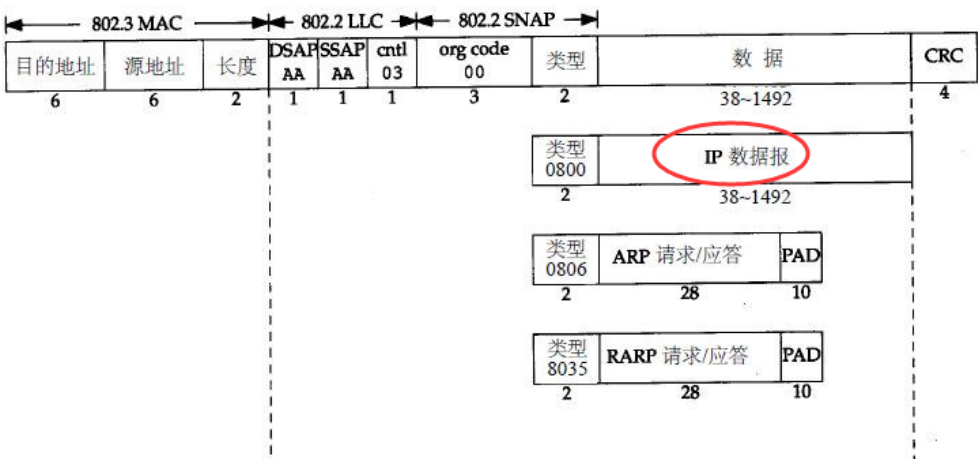 802.3 MAC 802.2 LLC 802.2 SNAP
目的地址 源地址 长度 DSAP AA SSAP AA cntl 03 org code 00 类型 数 据 CRC
6 6 2 1 1 1 3 2 38~1492 4
类型 0800 IP 数据报
2 38~1492
类型 0806 ARP 请求/应答 PAD
2 28 10
类型 8035 RARP 请求/应答 PAD
2 28 10